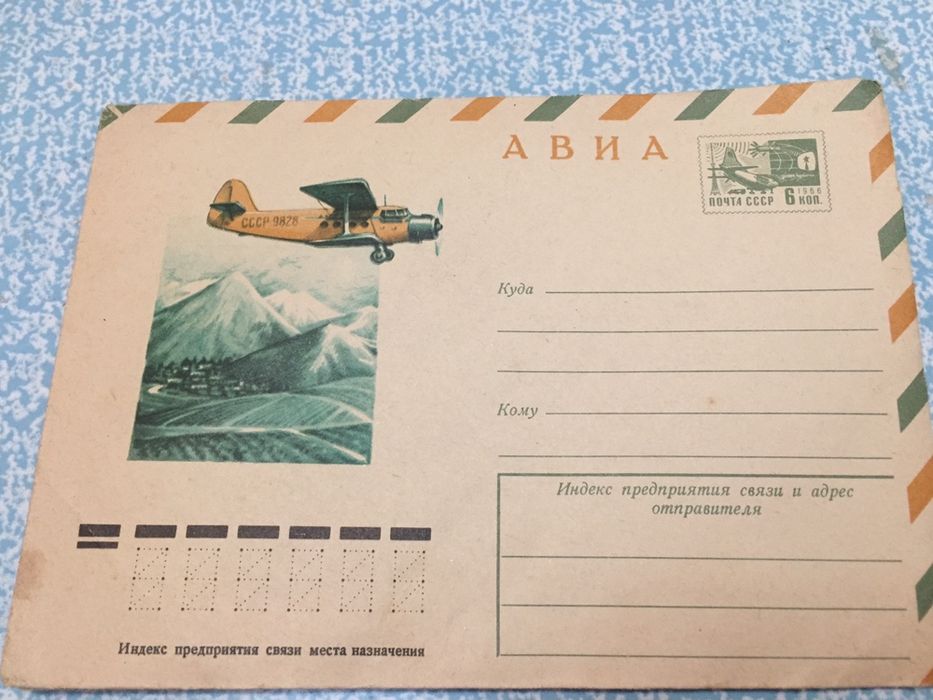 АВИА
1966
ПОЧТА СССР 6 КОП.
СССР 9828
Куда
Кому
Индекс предприятия связи и адрес
отправителя
Индекс предприятия связи места назначения